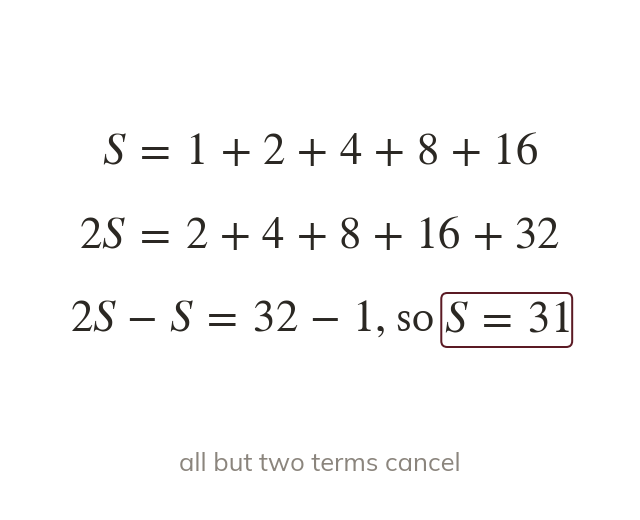 S = 1 + 2 + 4 + 8 + 16
2S = 2 + 4 + 8 + 16 + 32
2S − S = 32 − 1, so S = 31
all but two terms cancel